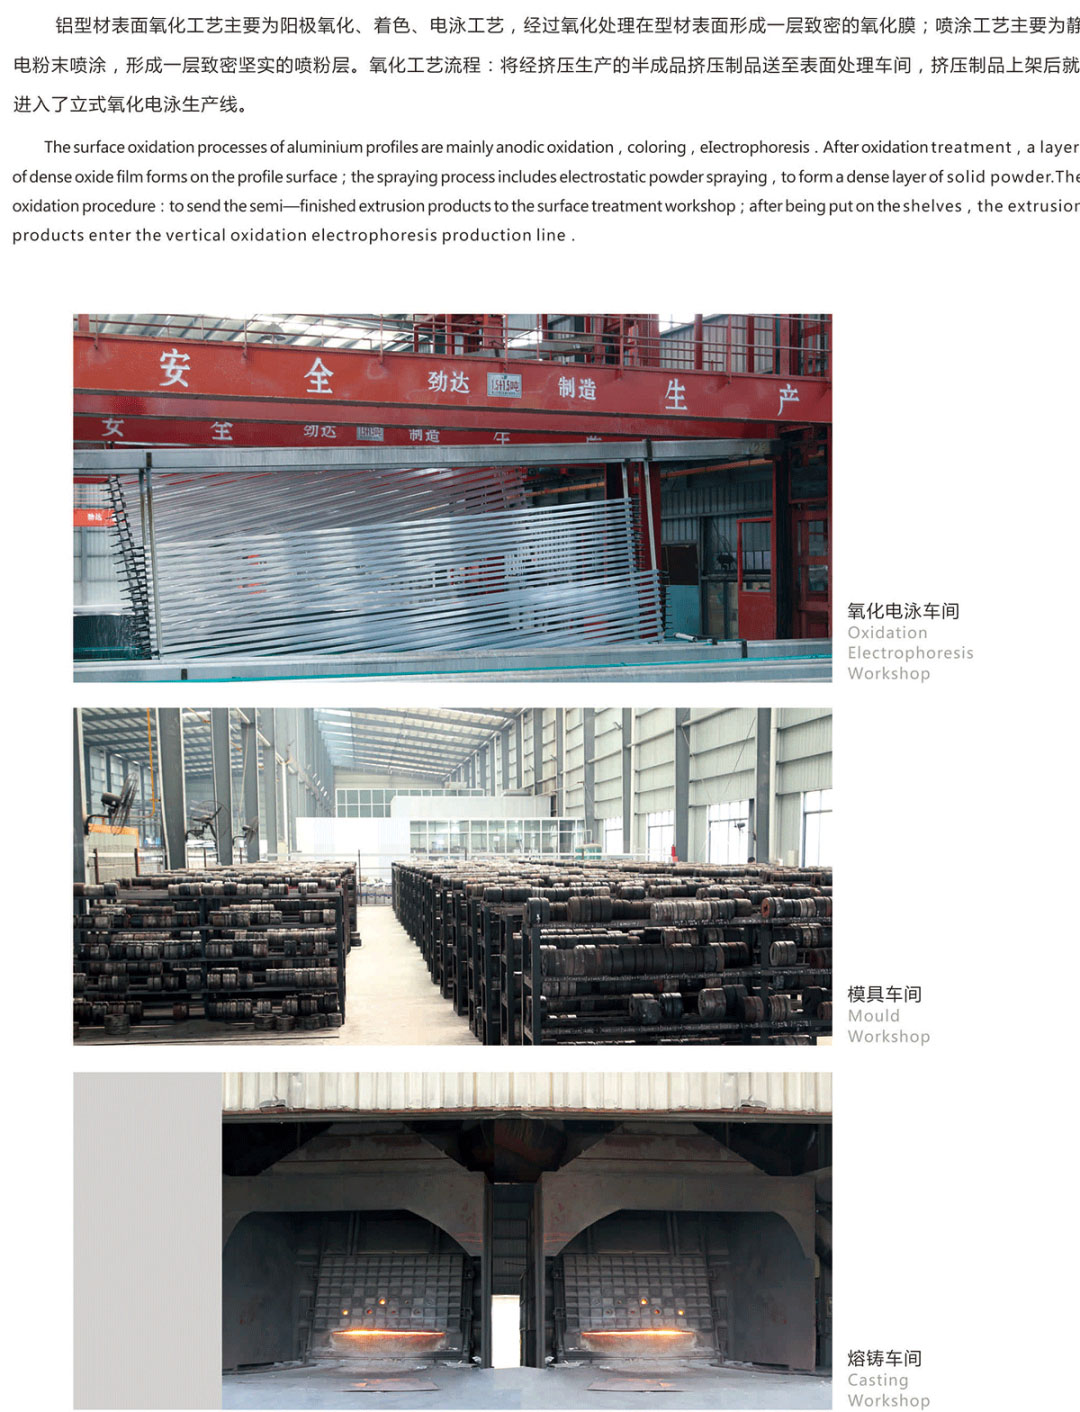 铝型材表面氧化工艺主要为阳极氧化、着色、电泳工艺，经过氧化处理在型材表面形成一层致密的氧化膜；喷涂工艺主要为静
电粉末喷涂，形成一层致密坚实的喷粉层。氧化工艺流程：将经挤压生产的半成品挤压制品送至表面处理车间，挤压制品上架后就
进入了立式氧化电泳生产线。
The surface oxidation processes of aluminium profiles are mainly anodic oxidation , coloring , eIectrophoresis . After oxidation treatment , a layer
of dense oxide film forms on the profile surface ; the spraying process includes electrostatic powder spraying , to form a dense layer of solid powder.The
oxidation procedure : to send the semi—finished extrusion products to the surface treatment workshop ; after being put on the shelves , the extrusion
products enter the vertical oxidation electrophoresis production line .
安 全 劲达 制造 生 产
安 全 劲达 制造 生 产
氧化电泳车间
Oxidation
Electrophoresis
Workshop
模具车间
Mould
Workshop
熔铸车间
Casting
Workshop